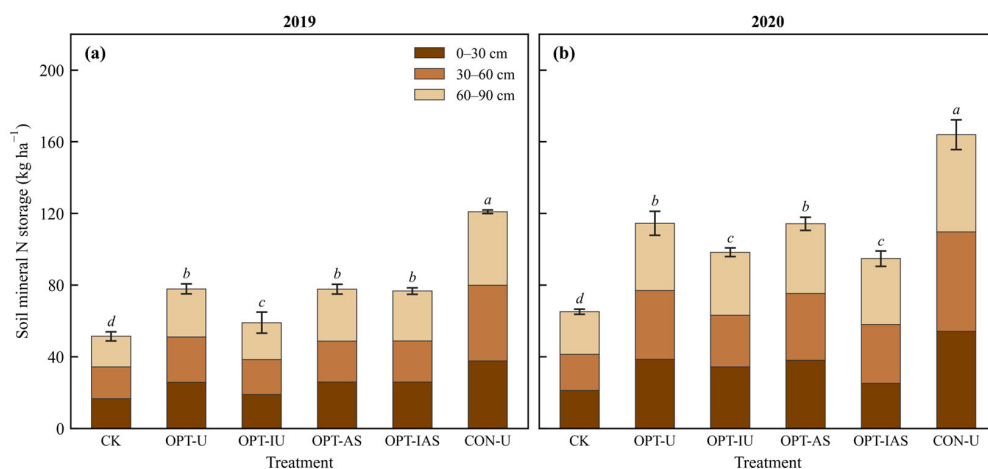 2019
2020
(a)
(b)
0–30 cm
30–60 cm
60–90 cm
Soil mineral N storage (kg ha⁻¹)
200
160
120
80
40
0
d
b
c
b
b
a
d
b
c
b
c
a
CK OPT-U OPT-IU OPT-AS OPT-IAS CON-U
CK OPT-U OPT-IU OPT-AS OPT-IAS CON-U
Treatment
Treatment